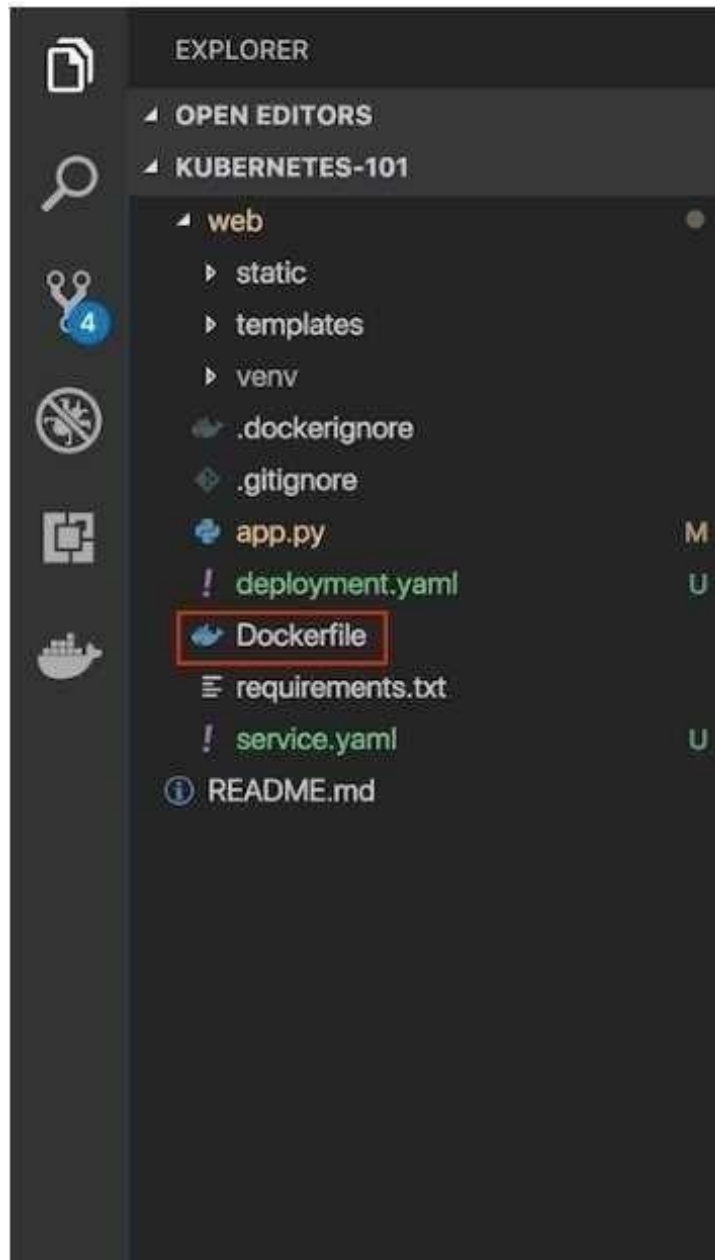 EXPLORER
OPEN EDITORS
KUBERNETES-101
web
static
templates
venv
4
.dockerignore
.gitignore
app.py M
deployment.yaml U
Dockerfile
requirements.txt
service.yaml U
README.md